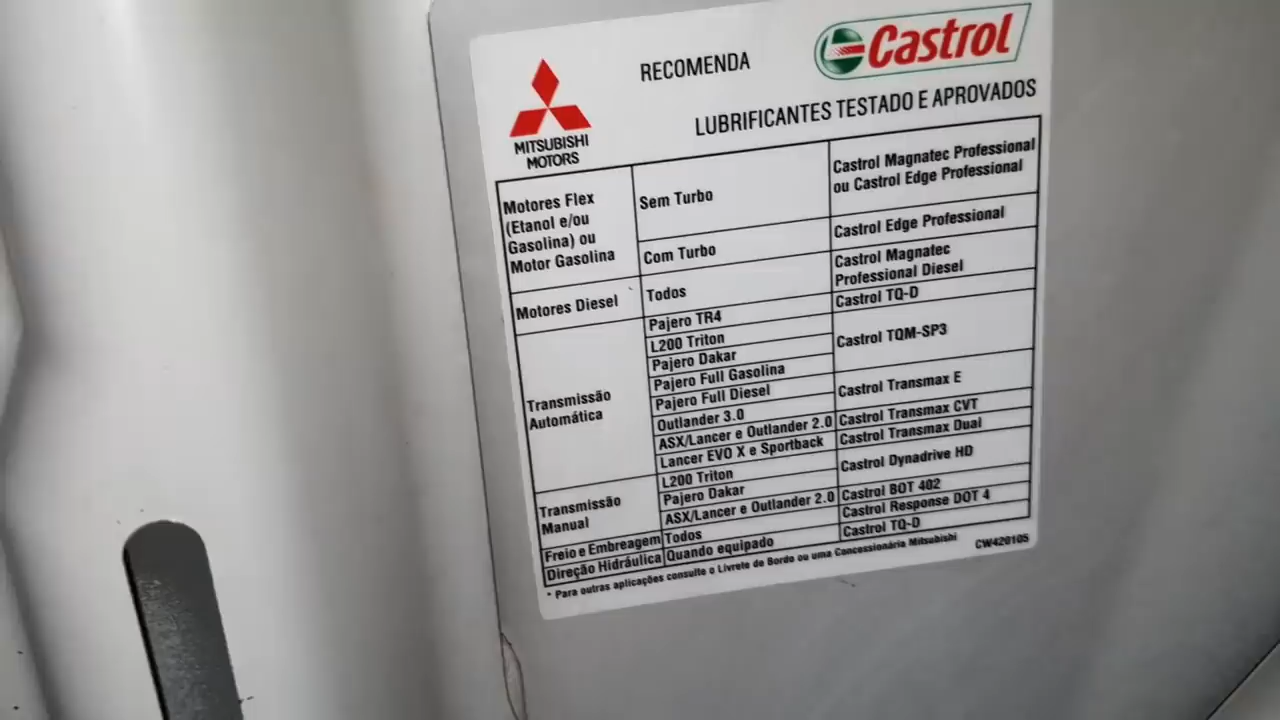 RECOMENDA
Castrol
MITSUBISHI
MOTORS
LUBRIFICANTES TESTADO E APROVADOS
Motores Flex
(Etanol e/ou
Gasolina) ou
Motor Gasolina
Sem Turbo
Castrol Magnatec Professional
ou Castrol Edge Professional
Com Turbo
Castrol Edge Professional
Motores Diesel
Todos
Castrol Magnatec
Professional Diesel
Transmissão
Automática
Pajero TR4
Castrol TQ-D
L200 Triton
Pajero Dakar
Pajero Full Gasolina
Castrol TQM-SP3
Pajero Full Diesel
Outlander 3.0
Castrol Transmax E
ASX/Lancer e Outlander 2.0
Castrol Transmax CVT
Lancer EVO X e Sportback
Castrol Transmax Dual
Transmissão
Manual
L200 Triton
Pajero Dakar
Castrol Dynadrive HD
ASX/Lancer e Outlander 2.0
Castrol BOT 402
Freio e Embreagem
Todos
Castrol Response DOT 4
Direção Hidráulica
Quando equipado
Castrol TQ-D
* Para outras aplicações consulte o Livrete de Bordo ou uma Concessionária Mitsubishi
CW420105